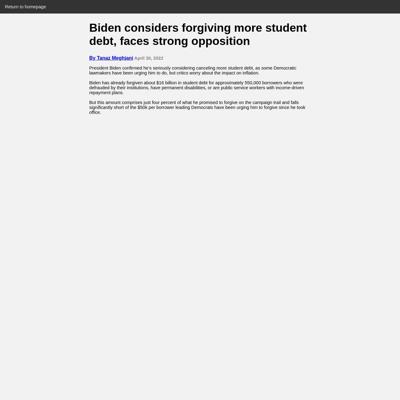 Return to homepage
Biden considers forgiving more student
debt, faces strong opposition
By Tanaz Meghjani April 30, 2022
President Biden confirmed he's seriously considering canceling more student debt, as some Democratic
lawmakers have been urging him to do, but critics worry about the impact on inflation.
Biden has already forgiven about $16 billion in student debt for approximately 550,000 borrowers who were
defrauded by their institutions, have permanent disabilities, or are public service workers with income-driven
repayment plans.
But this amount comprises just four percent of what he promised to forgive on the campaign trail and falls
significantly short of the $50k per borrower leading Democrats have been urging him to forgive since he took
office.